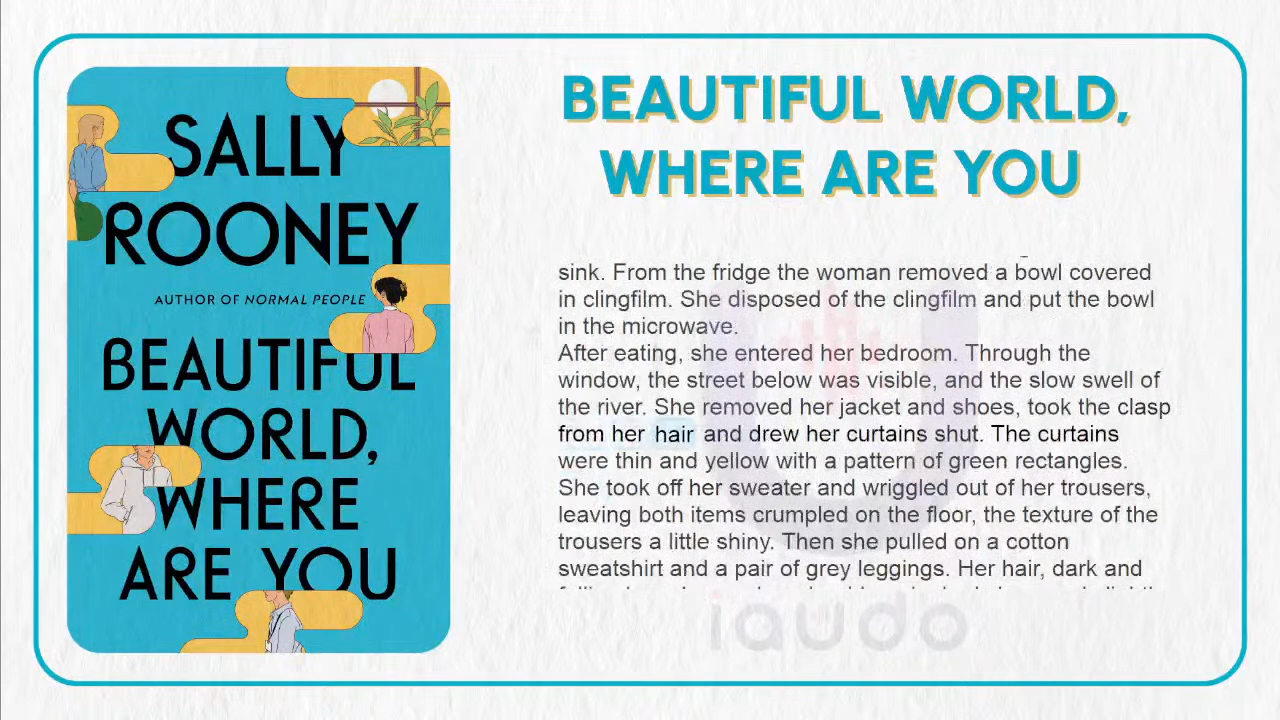 SALLY
ROONEY
AUTHOR OF NORMAL PEOPLE
BEAUTIFUL
WORLD,
WHERE
ARE YOU
BEAUTIFUL WORLD,
WHERE ARE YOU
sink. From the fridge the woman removed a bowl covered
in clingfilm. She disposed of the clingfilm and put the bowl
in the microwave.
After eating, she entered her bedroom. Through the
window, the street below was visible, and the slow swell of
the river. She removed her jacket and shoes, took the clasp
from her hair and drew her curtains shut. The curtains
were thin and yellow with a pattern of green rectangles.
She took off her sweater and wriggled out of her trousers,
leaving both items crumpled on the floor, the texture of the
trousers a little shiny. Then she pulled on a cotton
sweatshirt and a pair of grey leggings. Her hair, dark and
iaudo